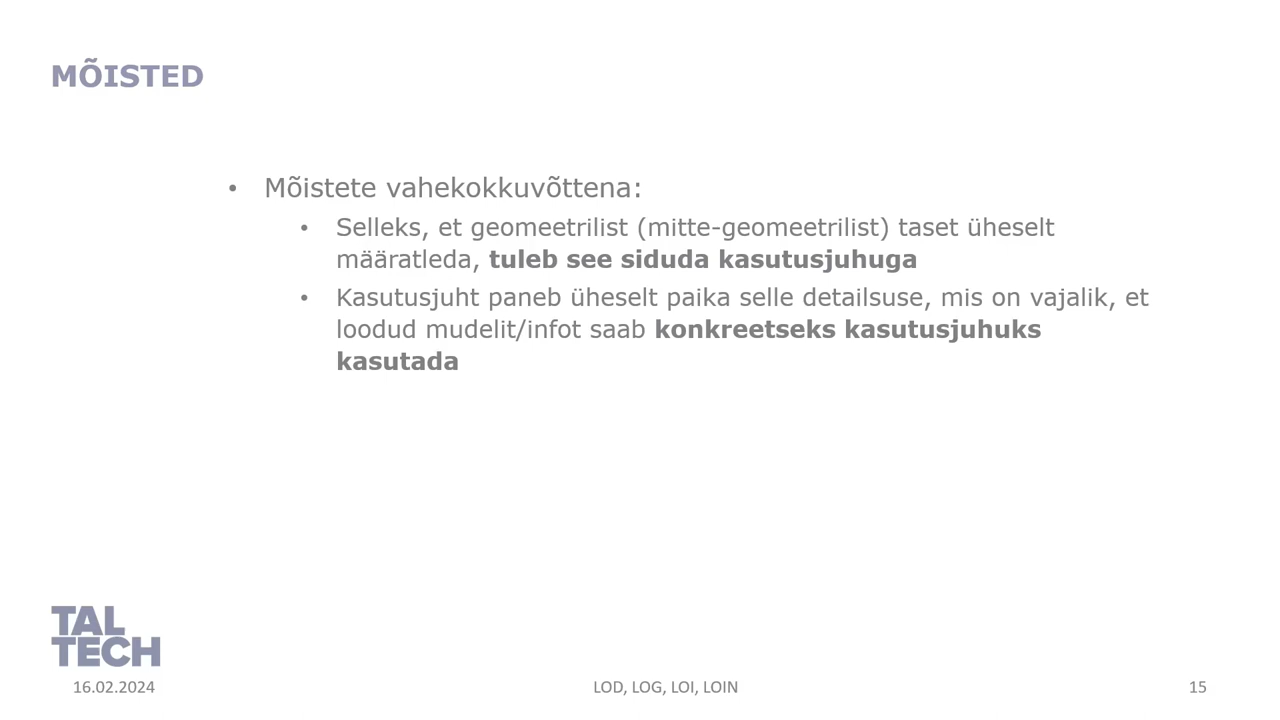 MÕISTED
• Mõistete vahekokkuvõttena:
• Selleks, et geomeetrilist (mitte-geomeetrilist) taset üheselt
määratleda, tuleb see siduda kasutusjuhuga
• Kasutusjuht paneb üheselt paika selle detailsuse, mis on vajalik, et
loodud mudelit/infot saab konkreetseks kasutusjuhuks
kasutada
TAL
TECH
16.02.2024
LOD, LOG, LOI, LOIN
15